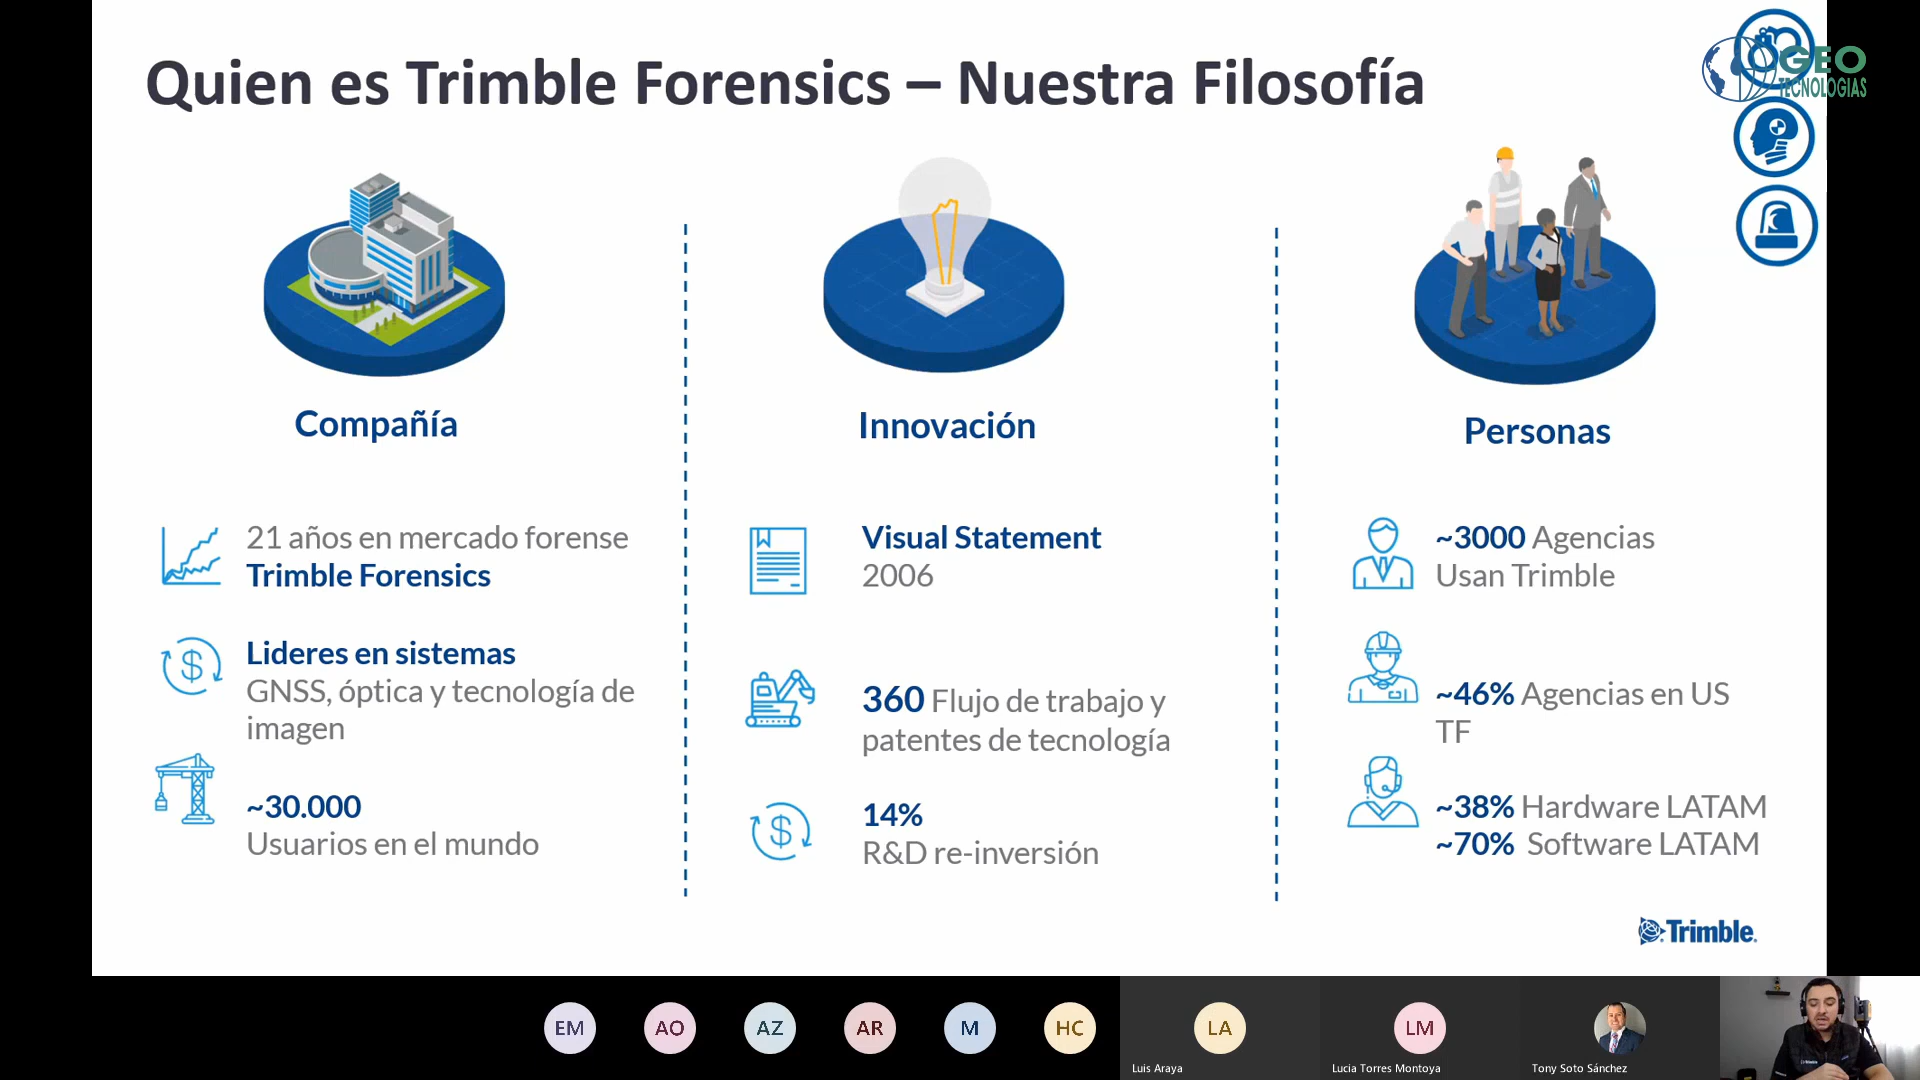 Quien es Trimble Forensics – Nuestra Filosofía
GEO
TECNOLOGIAS
Compañía
21 años en mercado forense
Trimble Forensics
Lideres en sistemas
GNSS, óptica y tecnología de
imagen
~30.000
Usuarios en el mundo
Innovación
Visual Statement
2006
360 Flujo de trabajo y
patentes de tecnología
14%
R&D re-inversión
Personas
~3000 Agencias
Usan Trimble
~46% Agencias en US
TF
~38% Hardware LATAM
~70% Software LATAM
Trimble.
EM
AO
AZ
AR
M
HC
LA
Luis Araya
LM
Lucia Torres Montoya
Tony Soto Sánchez
Trimble